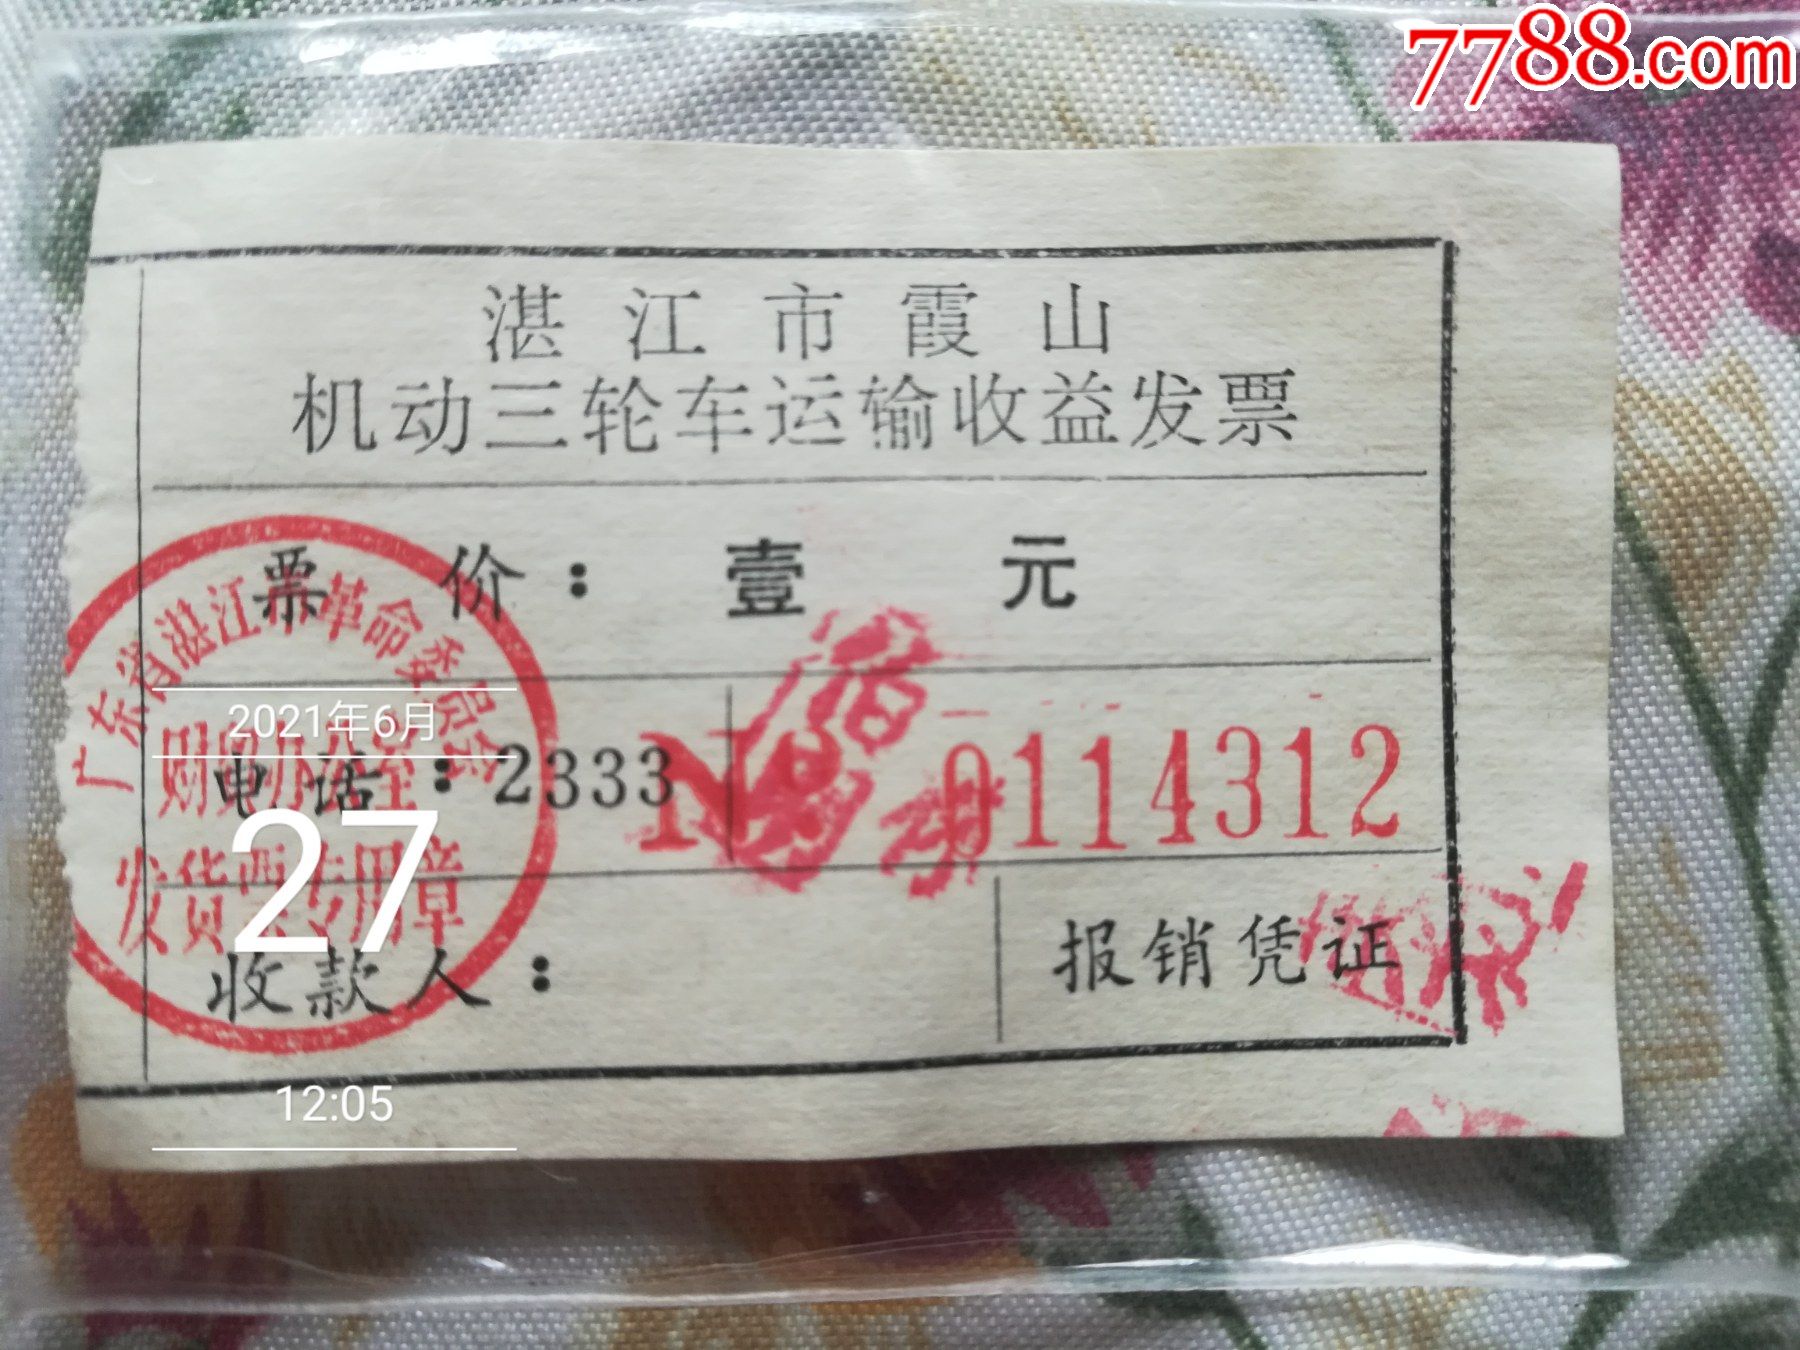 7788.com
湛江市霞山
机动三轮车运输收益发票
票价：壹元
广东省湛江市革命委员会
财贸办公室
发货票专用章
2021年6月
27
12:05
电话：2333
No 0114312
收款人：
报销凭证